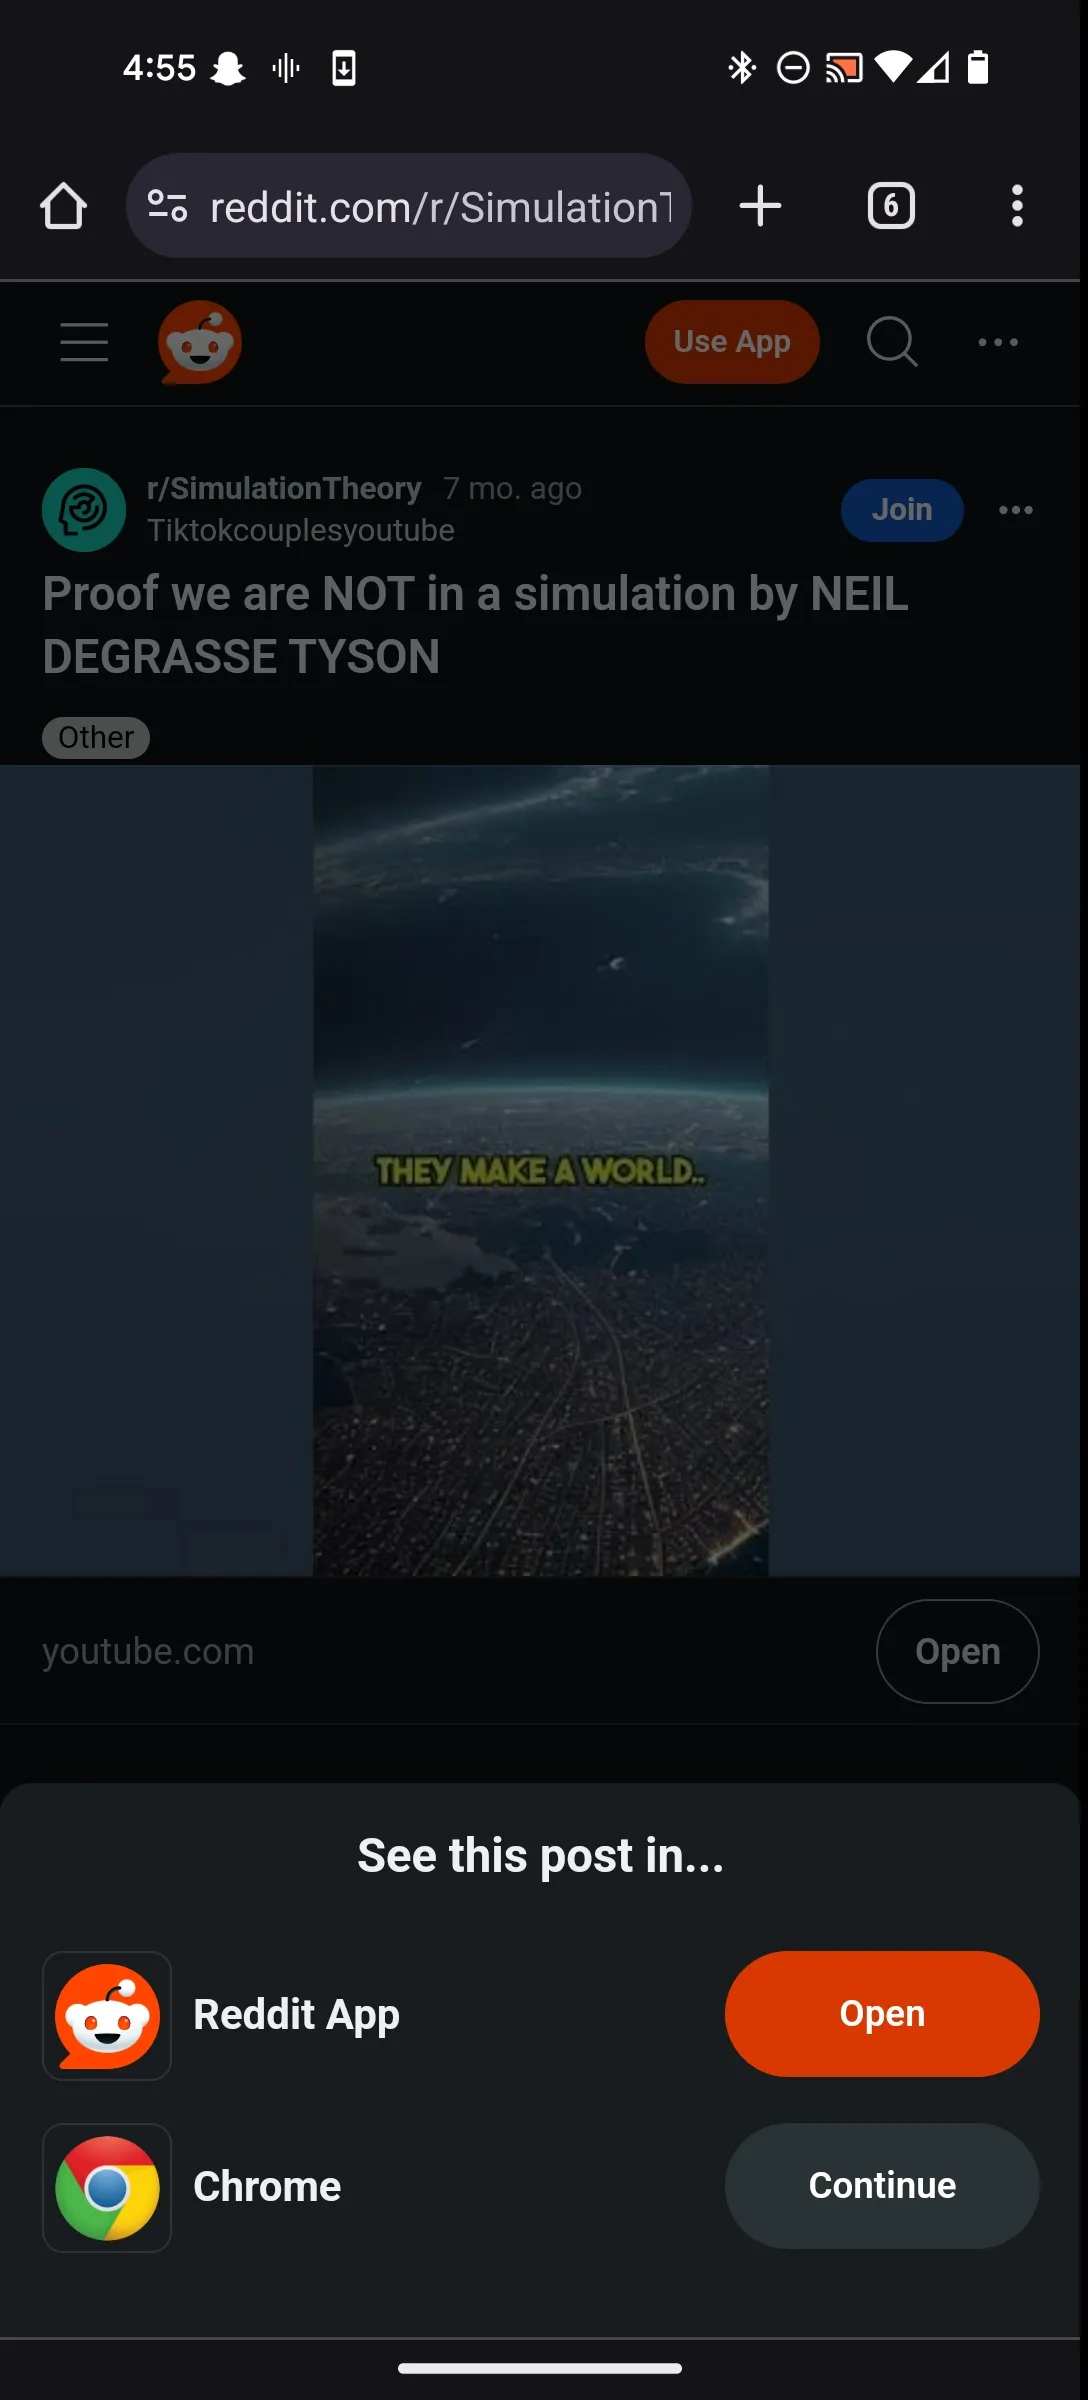 4:55
reddit.com/r/SimulationT
6
Use App
r/SimulationTheory 7 mo. ago
Tiktokcouplesyoutube
Join
Proof we are NOT in a simulation by NEIL
DEGRASSE TYSON
Other
THEY MAKE A WORLD..
youtube.com
Open
See this post in...
Reddit App
Open
Chrome
Continue